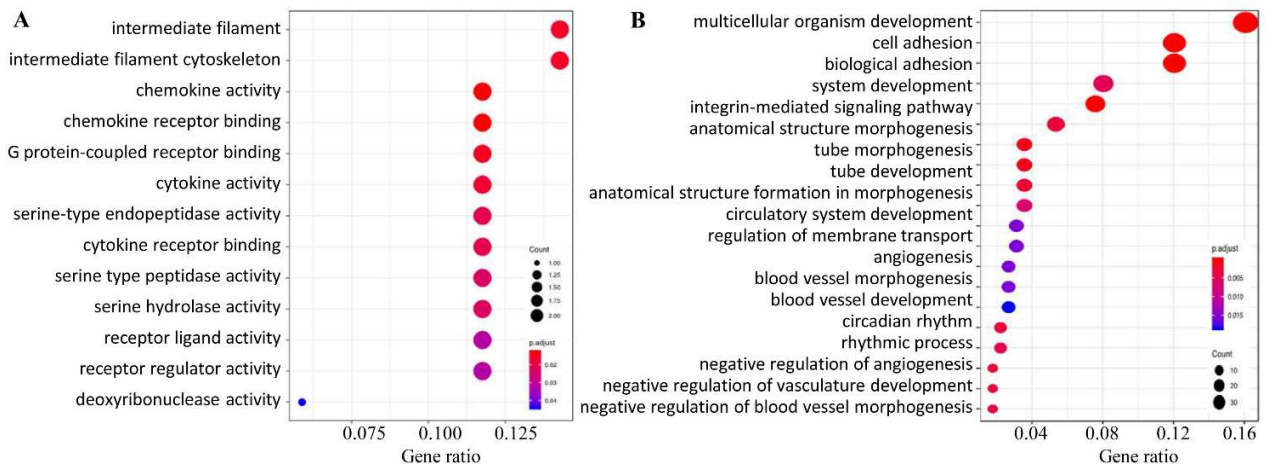 A
intermediate filament
intermediate filament cytoskeleton
chemokine activity
chemokine receptor binding
G protein-coupled receptor binding
cytokine activity
serine-type endopeptidase activity
cytokine receptor binding
serine type peptidase activity
serine hydrolase activity
receptor ligand activity
receptor regulator activity
deoxyribonuclease activity
Count
1.00
1.25
1.50
1.75
2.00
p.adjust
0.02
0.03
0.04
0.075 0.100 0.125
Gene ratio
B
multicellular organism development
cell adhesion
biological adhesion
system development
integrin-mediated signaling pathway
anatomical structure morphogenesis
tube morphogenesis
tube development
anatomical structure formation in morphogenesis
circulatory system development
regulation of membrane transport
angiogenesis
blood vessel morphogenesis
blood vessel development
circadian rhythm
rhythmic process
negative regulation of angiogenesis
negative regulation of vasculature development
negative regulation of blood vessel morphogenesis
p.adjust
0.005
0.010
0.015
Count
10
20
30
0.04 0.08 0.12 0.16
Gene ratio